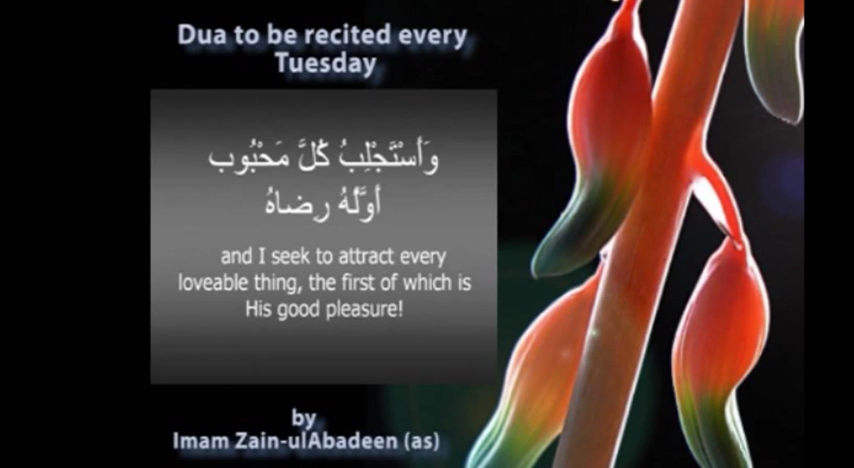 Dua to be recited every
Tuesday
وَأَسْتَجْلِبُ كُلَّ مَحْبُوب
أَوَّلُهُ رِضاهُ
and I seek to attract every
loveable thing, the first of which is
His good pleasure!
by
Imam Zain-ulAbadeen (as)